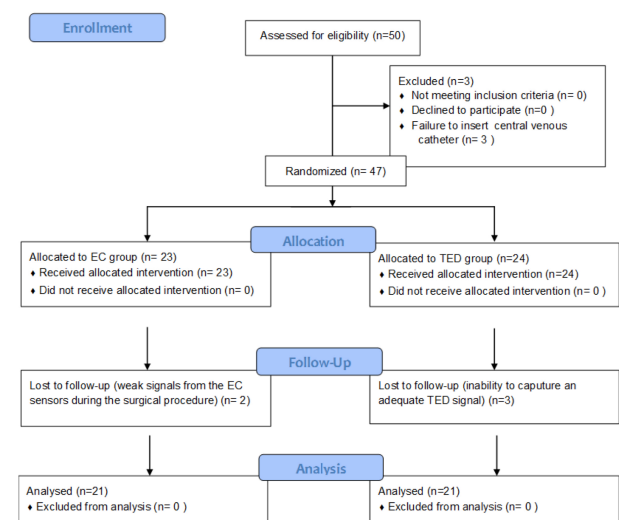 Enrollment
Assessed for eligibility (n=50)
Excluded (n=3)
♦ Not meeting inclusion criteria (n= 0)
♦ Declined to participate (n=0 )
♦ Failure to insert central venous
catheter (n= 3 )
Randomized (n= 47)
Allocation
Allocated to EC group (n= 23)
♦ Received allocated intervention (n= 23)
♦ Did not receive allocated intervention (n= 0)
Allocated to TED group (n=24)
♦ Received allocated intervention (n=24)
♦ Did not receive allocated intervention (n= 0 )
Follow-Up
Lost to follow-up (weak signals from the EC
sensors during the surgical procedure) (n= 2)
Lost to follow-up (inability to caputure an
adequate TED signal) (n=3)
Analysis
Analysed (n=21)
♦ Excluded from analysis (n= 0 )
Analysed (n=21)
♦ Excluded from analysis (n= 0 )